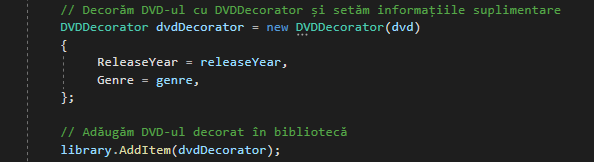 // Decorăm DVD-ul cu DVDDecorator și setăm informațiile suplimentare
DVDDecorator dvdDecorator = new DVDDecorator(dvd)
{
    ReleaseYear = releaseYear,
    Genre = genre,
};
// Adăugăm DVD-ul decorat în bibliotecă
library.AddItem(dvdDecorator);